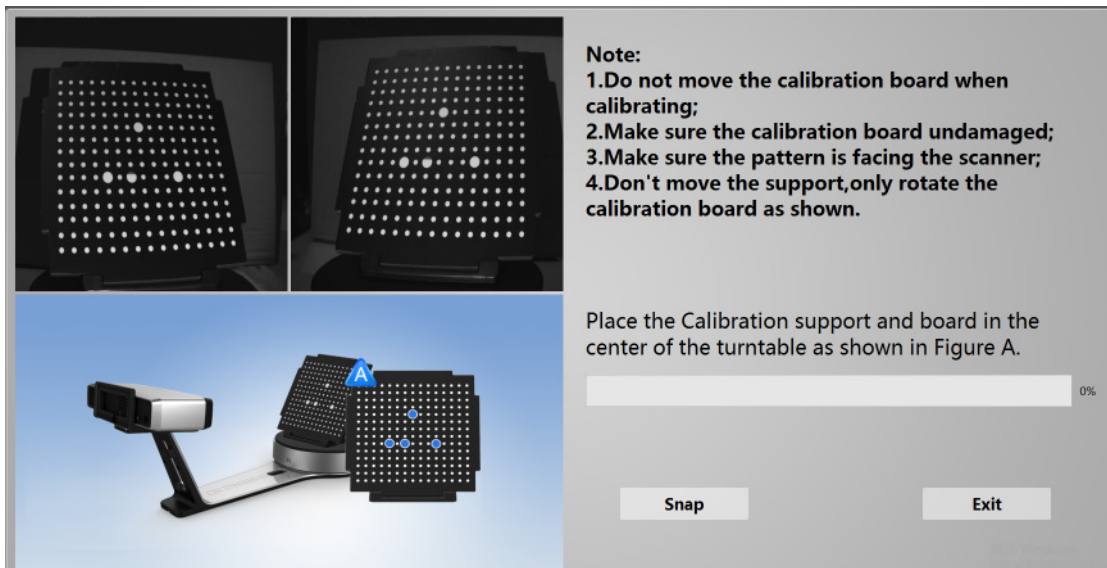 Note:
1.Do not move the calibration board when
calibrating;
2.Make sure the calibration board undamaged;
3.Make sure the pattern is facing the scanner;
4.Don't move the support,only rotate the
calibration board as shown.
Place the Calibration support and board in the
center of the turntable as shown in Figure A.
0%
A
Snap
Exit